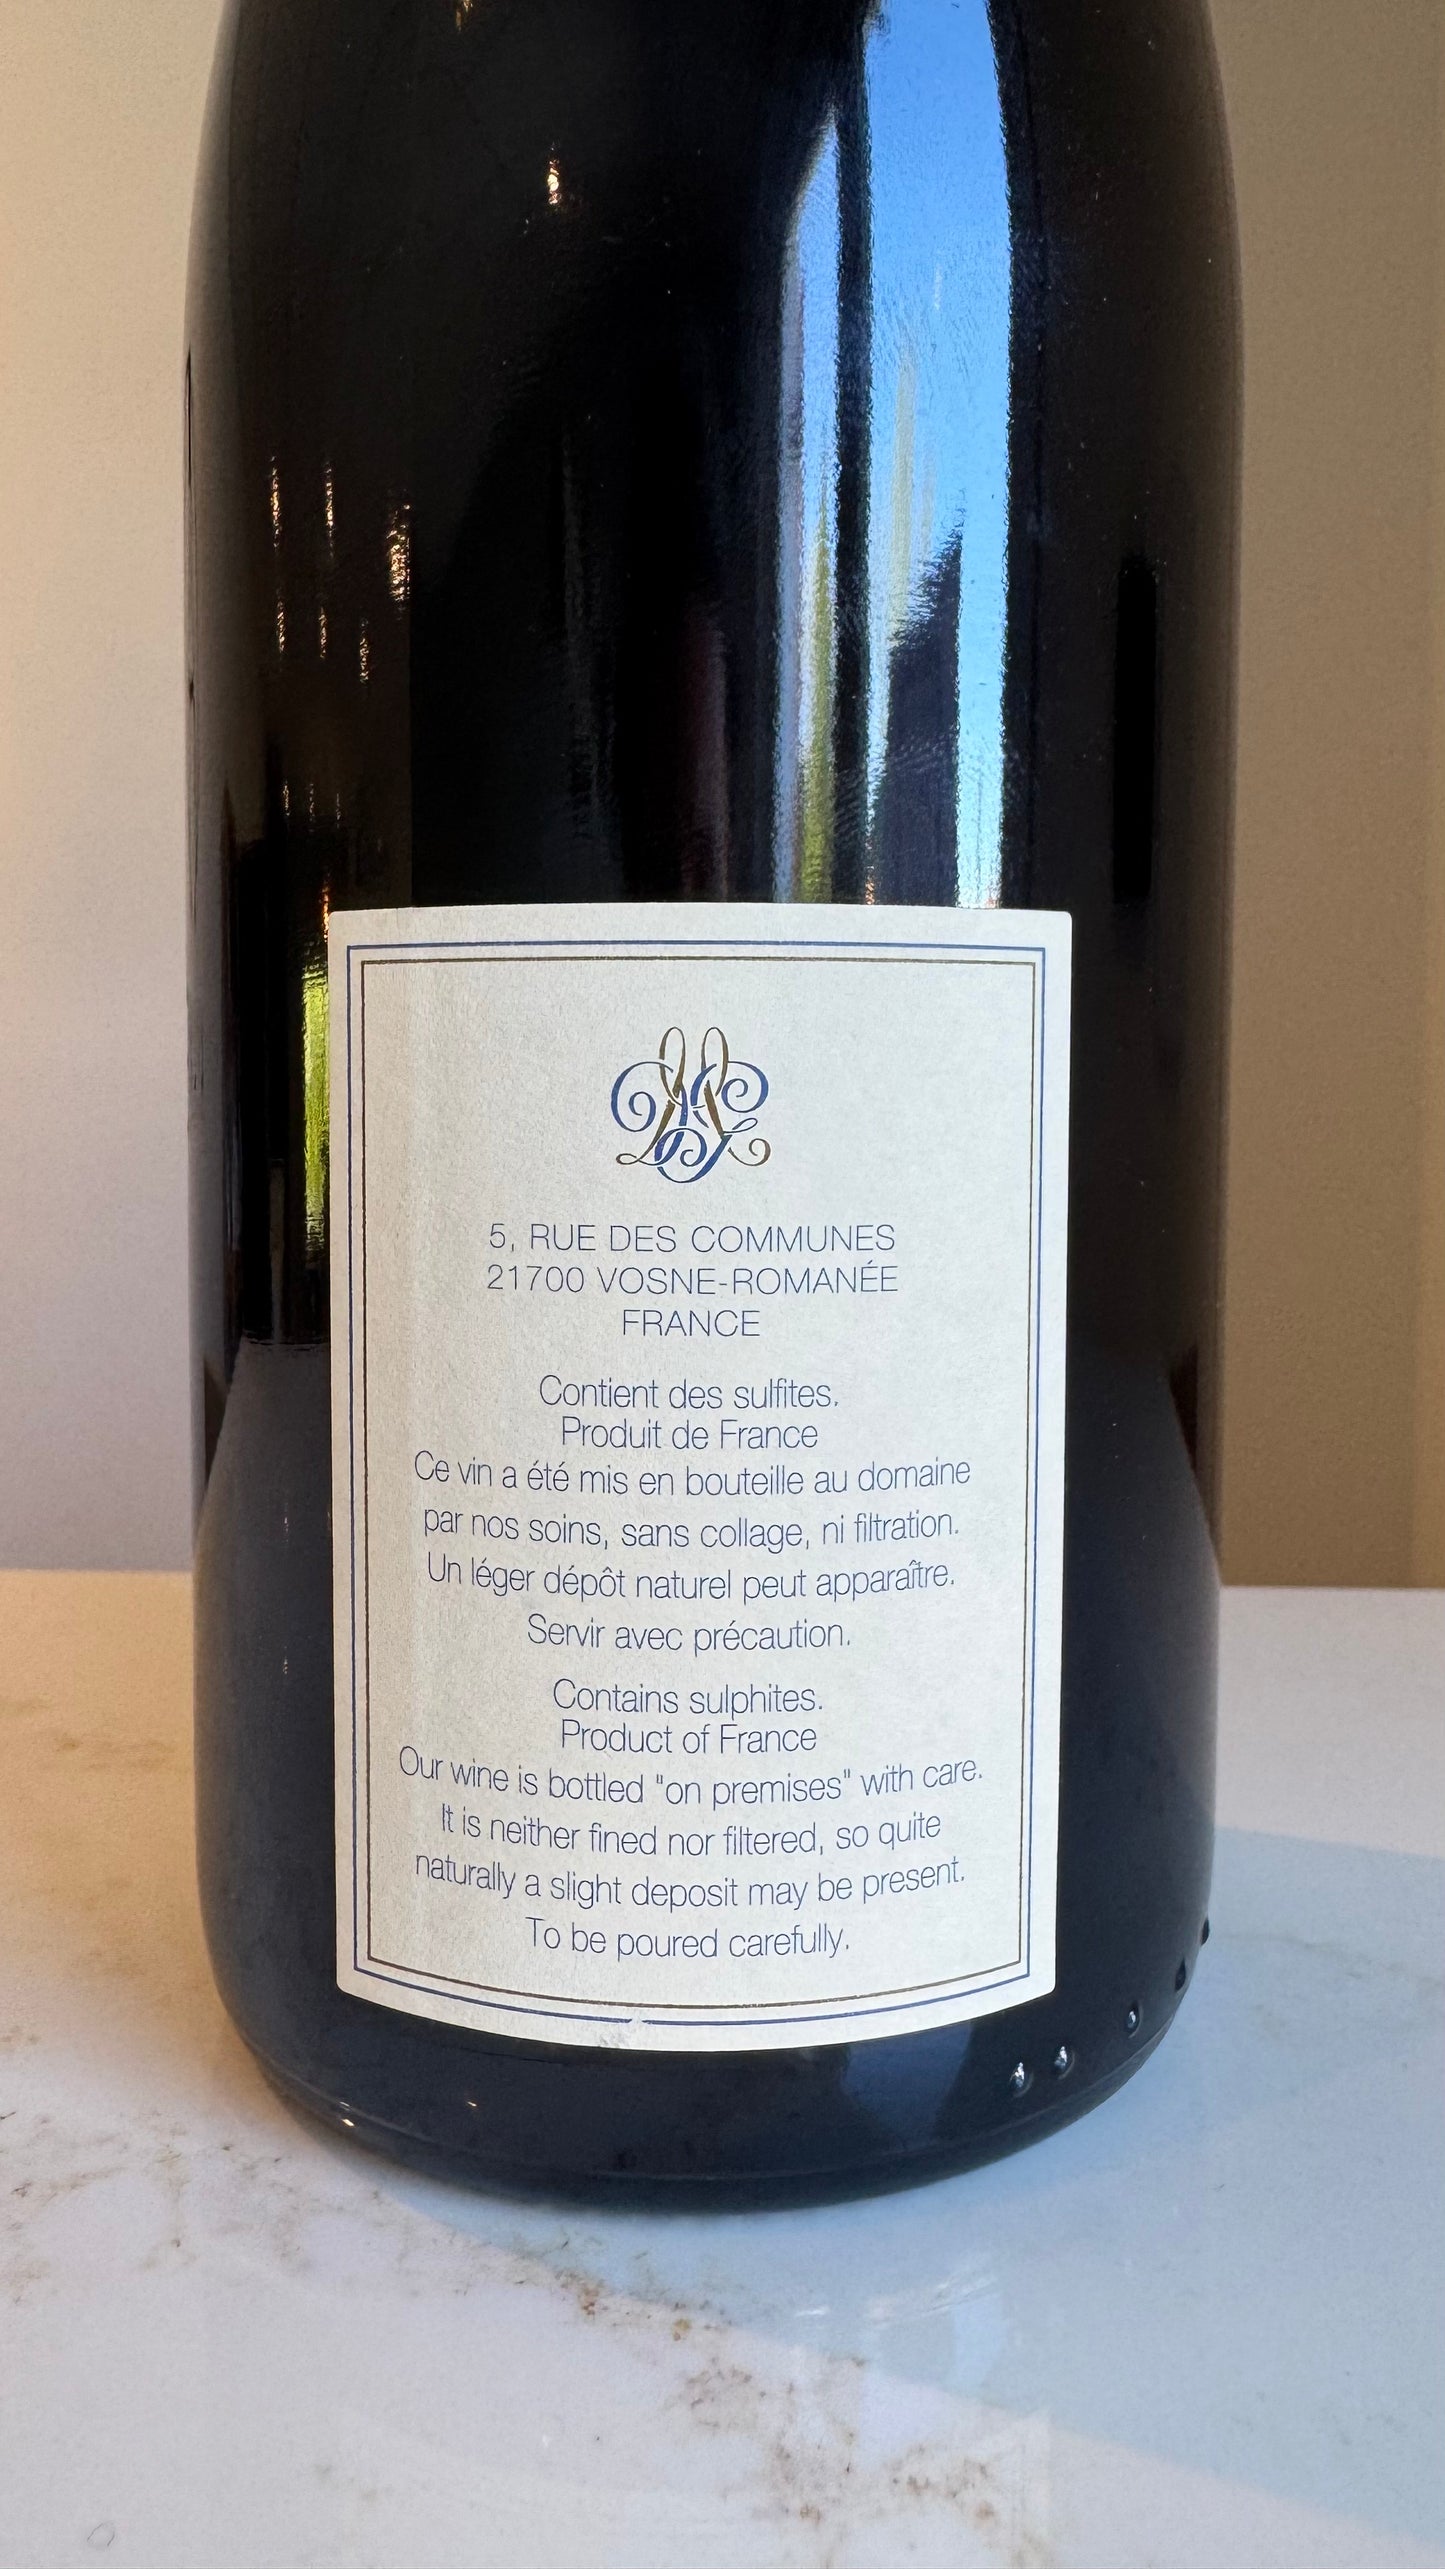 5, RUE DES COMMUNES
21700 VOSNE-ROMANÉE
FRANCE
Contient des sulfites.
Produit de France
Ce vin a été mis en bouteille au domaine
par nos soins, sans collage, ni filtration.
Un léger dépôt naturel peut apparaître.
Servir avec précaution.
Contains sulphites.
Product of France
Our wine is bottled "on premises" with care.
It is neither fined nor filtered, so quite
naturally a slight deposit may be present.
To be poured carefully.